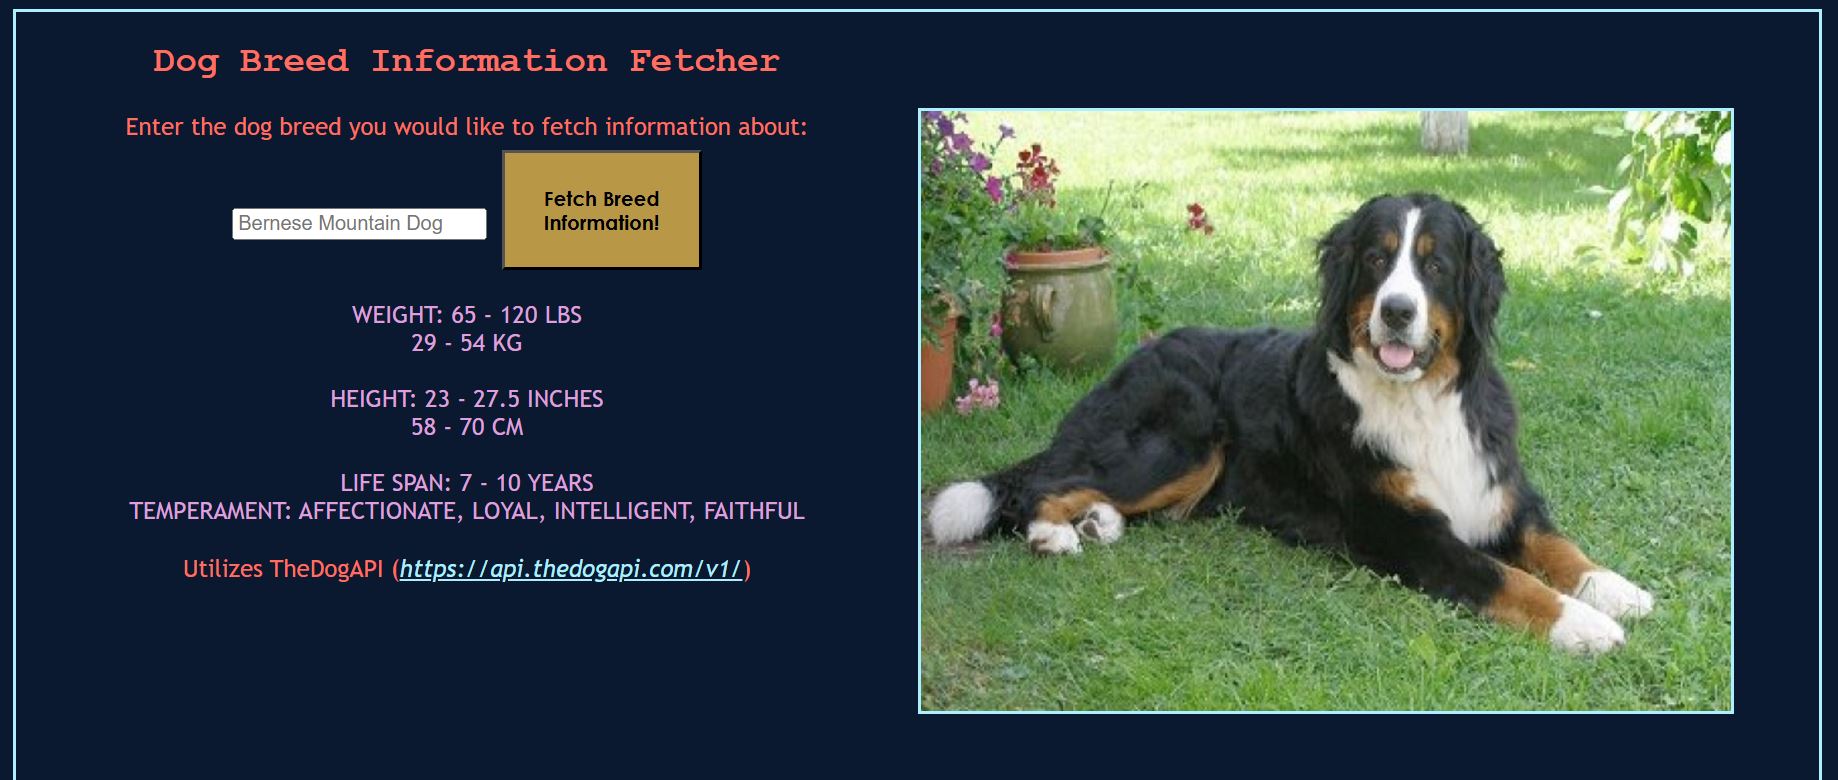 Dog Breed Information Fetcher
Enter the dog breed you would like to fetch information about:
Bernese Mountain Dog
Fetch Breed
Information!
WEIGHT: 65 - 120 LBS
29 - 54 KG
HEIGHT: 23 - 27.5 INCHES
58 - 70 CM
LIFE SPAN: 7 - 10 YEARS
TEMPERAMENT: AFFECTIONATE, LOYAL, INTELLIGENT, FAITHFUL
Utilizes TheDogAPI (https://api.thedogapi.com/v1/)